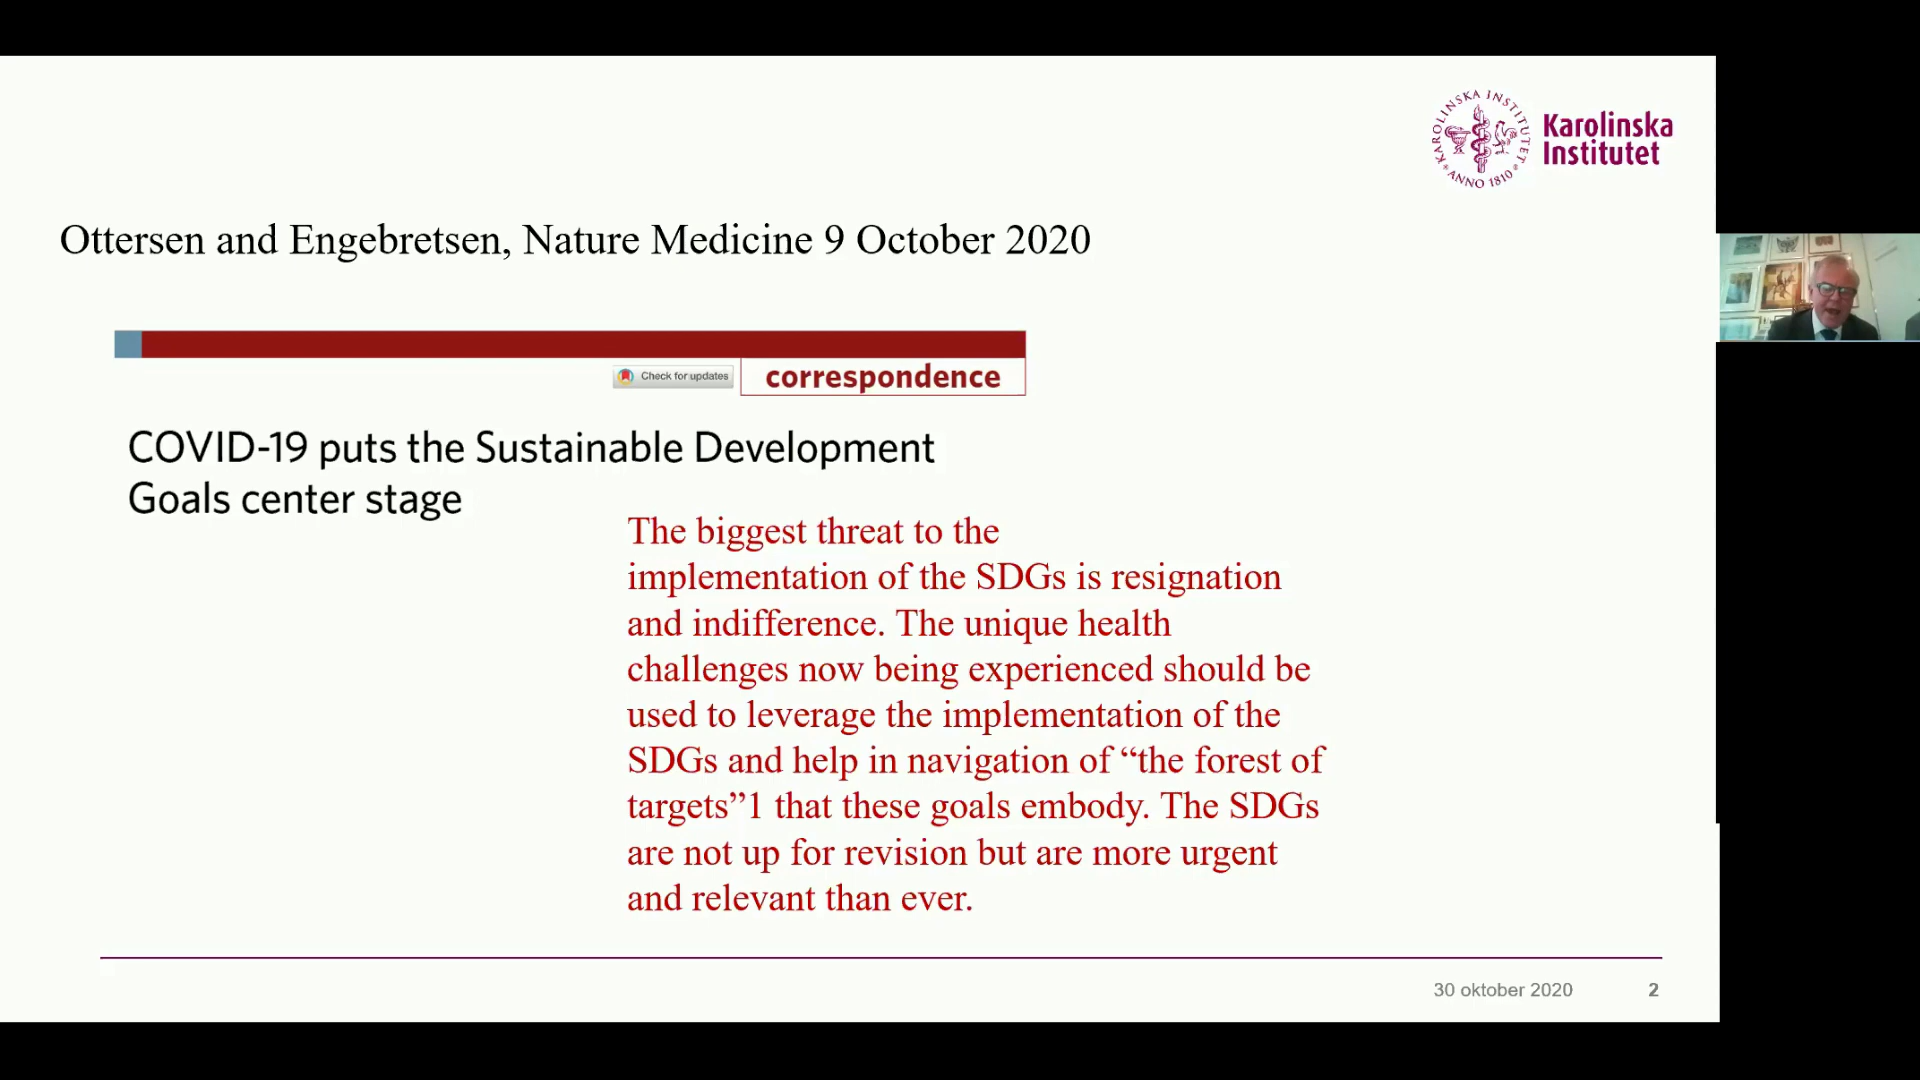 KAROLINSKA INSTITUTET
ANNO 1810
Karolinska
Institutet
Ottersen and Engebretsen, Nature Medicine 9 October 2020
Check for updates
correspondence
COVID-19 puts the Sustainable Development
Goals center stage
The biggest threat to the
implementation of the SDGs is resignation
and indifference. The unique health
challenges now being experienced should be
used to leverage the implementation of the
SDGs and help in navigation of “the forest of
targets”1 that these goals embody. The SDGs
are not up for revision but are more urgent
and relevant than ever.
30 oktober 2020
2